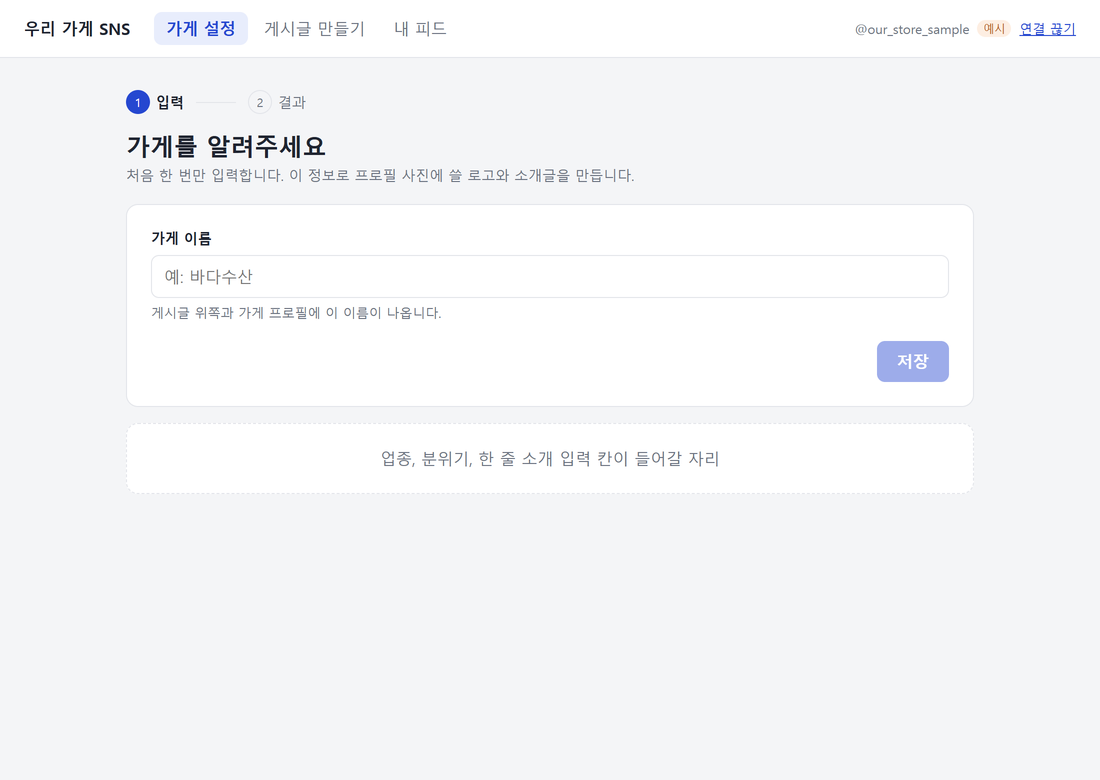 우리 가게 SNS 가게 설정 게시글 만들기 내 피드 @our_store_sample 예시 연결 끊기
1 입력 2 결과
가게를 알려주세요
처음 한 번만 입력합니다. 이 정보로 프로필 사진에 쓸 로고와 소개글을 만듭니다.
가게 이름
예: 바다수산
게시글 위쪽과 가게 프로필에 이 이름이 나옵니다.
저장
업종, 분위기, 한 줄 소개 입력 칸이 들어갈 자리